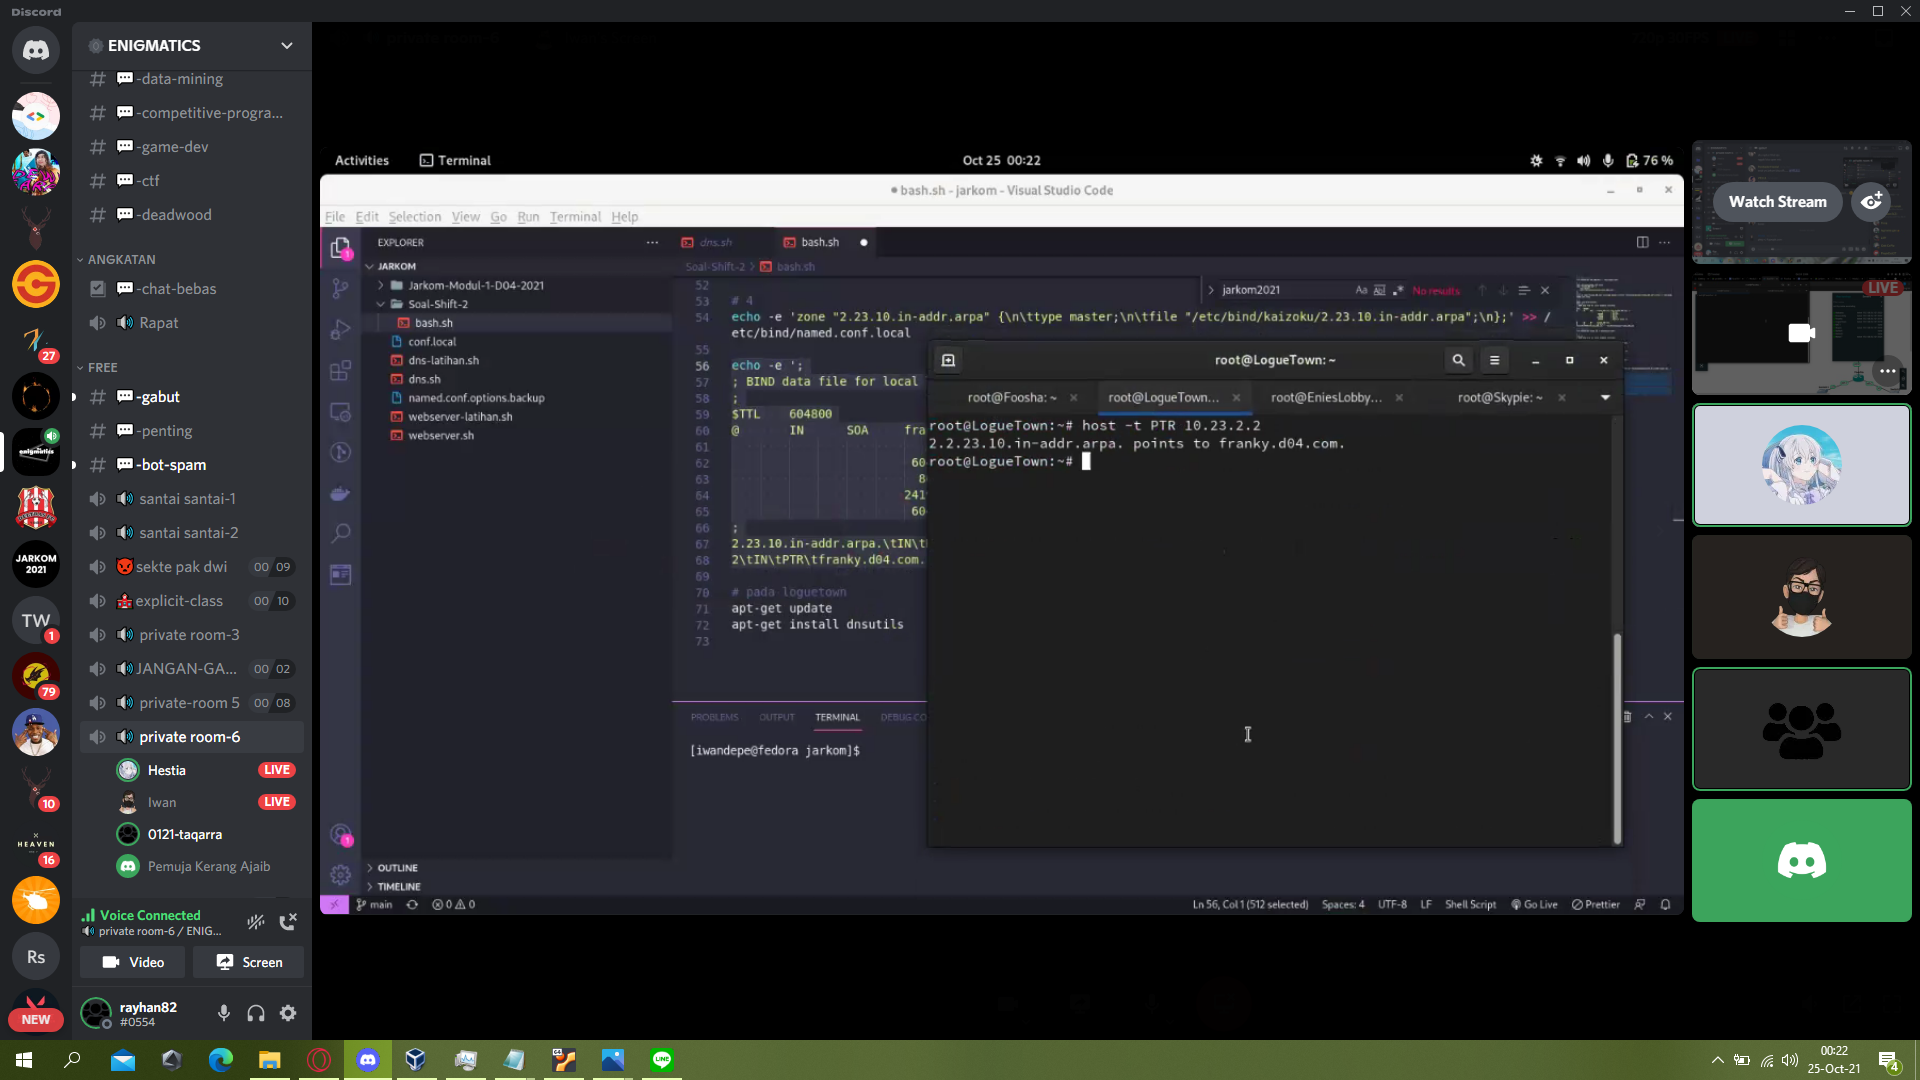 Discord
ENIGMATICS
-data-mining
-competitive-progra...
-game-dev
-ctf
-deadwood
ANGKATAN
-chat-bebas
Rapat
FREE
-gabut
-penting
-bot-spam
santai santai-1
santai santai-2
sekte pak dwi 00 09
explicit-class 00 10
private room-3
JANGAN-GA... 00 02
private-room 5 00 08
private room-6
Hestia LIVE
Iwan LIVE
0121-taqarra
Pemuja Kerang Ajaib
Voice Connected
private room-6 / ENIG...
Video Screen
rayhan82
#0554
27
enigmatics
JARKOM
2021
TW
1
79
10
HEAVEN
16
Rs
NEW
Activities Terminal Oct 25 00:22 76 %
bash.sh - jarkom - Visual Studio Code
File Edit Selection View Go Run Terminal Help
EXPLORER ...
JARKOM
Jarkom-Modul-1-D04-2021
Soal-Shift-2
bash.sh
conf.local
dns-latihan.sh
dns.sh
named.conf.options.backup
webserver-latihan.sh
webserver.sh
OUTLINE
TIMELINE
dns.sh bash.sh
Soal-Shift-2 > bash.sh
jarkom2021 Aa Ab .* No results
52
53 # 4
54 echo -e 'zone "2.23.10.in-addr.arpa" {\n\ttype master;\n\tfile "/etc/bind/kaizoku/2.23.10.in-addr.arpa";\n};' >> /
etc/bind/named.conf.local
55
56 echo -e ';
57 ; BIND data file for local
58 ;
59 $TTL 604800
60 @ IN SOA fra
61
62 60
63 8
64 241
65 60
66 ;
67 2.23.10.in-addr.arpa.\tIN\t
68 2\tIN\tPTR\tfranky.d04.com.
69
70 # pada loguetown
71 apt-get update
72 apt-get install dnsutils
73
PROBLEMS OUTPUT TERMINAL DEBUG CO
[iwandepe@fedora jarkom]$
root@LogueTown: ~
root@Foosha: ~ root@LogueTown... root@EniesLobby... root@Skypie: ~
root@LogueTown:~# host -t PTR 10.23.2.2
2.2.23.10.in-addr.arpa. points to franky.d04.com.
root@LogueTown:~#
main 0 0 Ln 56, Col 1 (512 selected) Spaces: 4 UTF-8 LF Shell Script Go Live Prettier
Watch Stream
LIVE
00:22
25-Oct-21
4